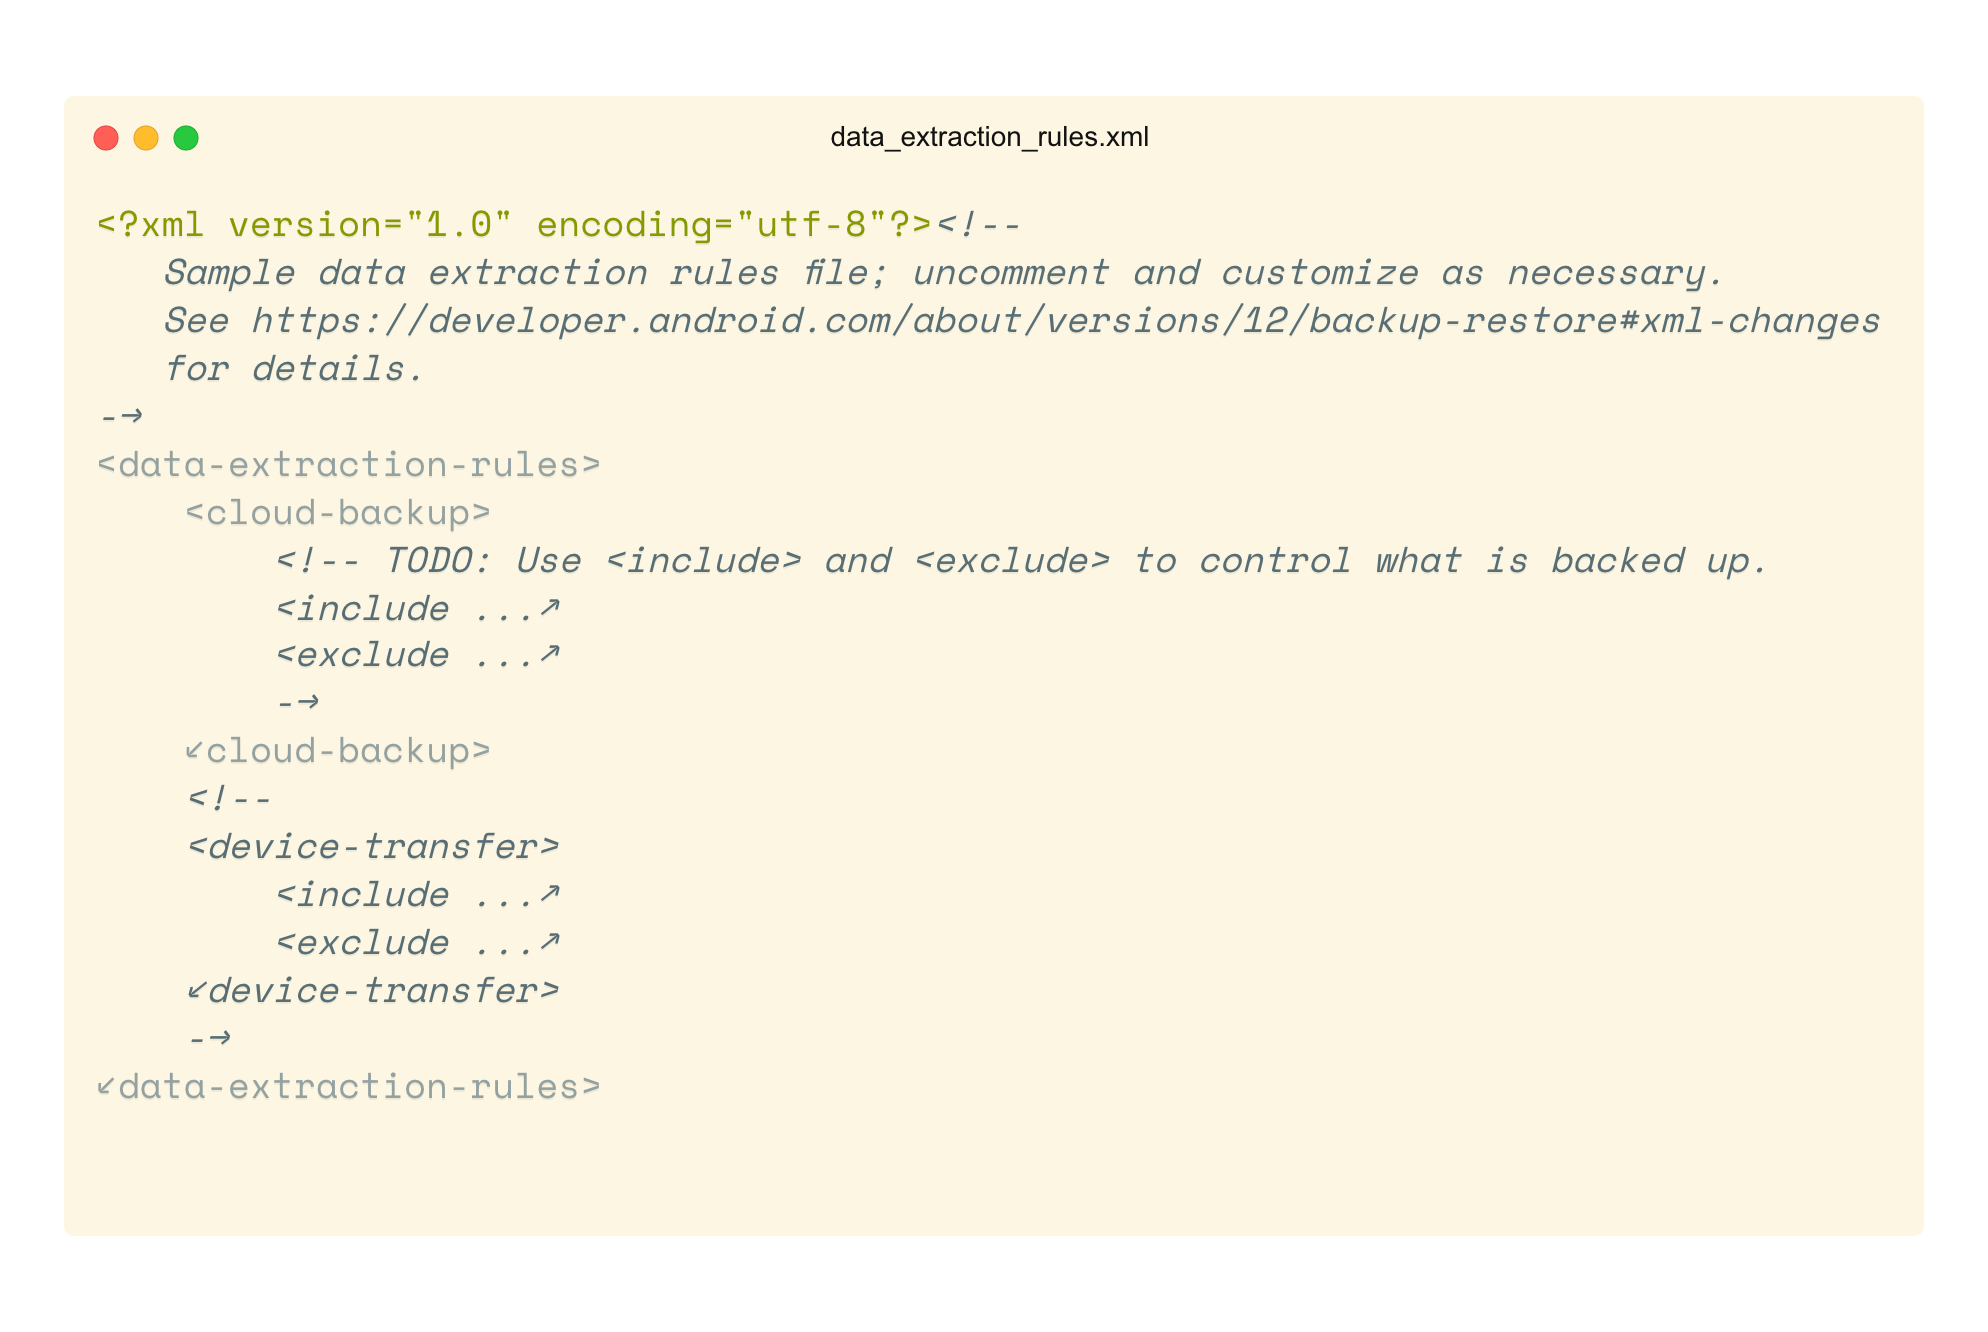 data_extraction_rules.xml
<?xml version="1.0" encoding="utf-8"?><!--
   Sample data extraction rules file; uncomment and customize as necessary.
   See https://developer.android.com/about/versions/12/backup-restore#xml-changes
   for details.
-->
<data-extraction-rules>
    <cloud-backup>
        <!-- TODO: Use <include> and <exclude> to control what is backed up.
        <include .../>
        <exclude .../>
        -->
    </cloud-backup>
    <!--
    <device-transfer>
        <include .../>
        <exclude .../>
    </device-transfer>
    -->
</data-extraction-rules>